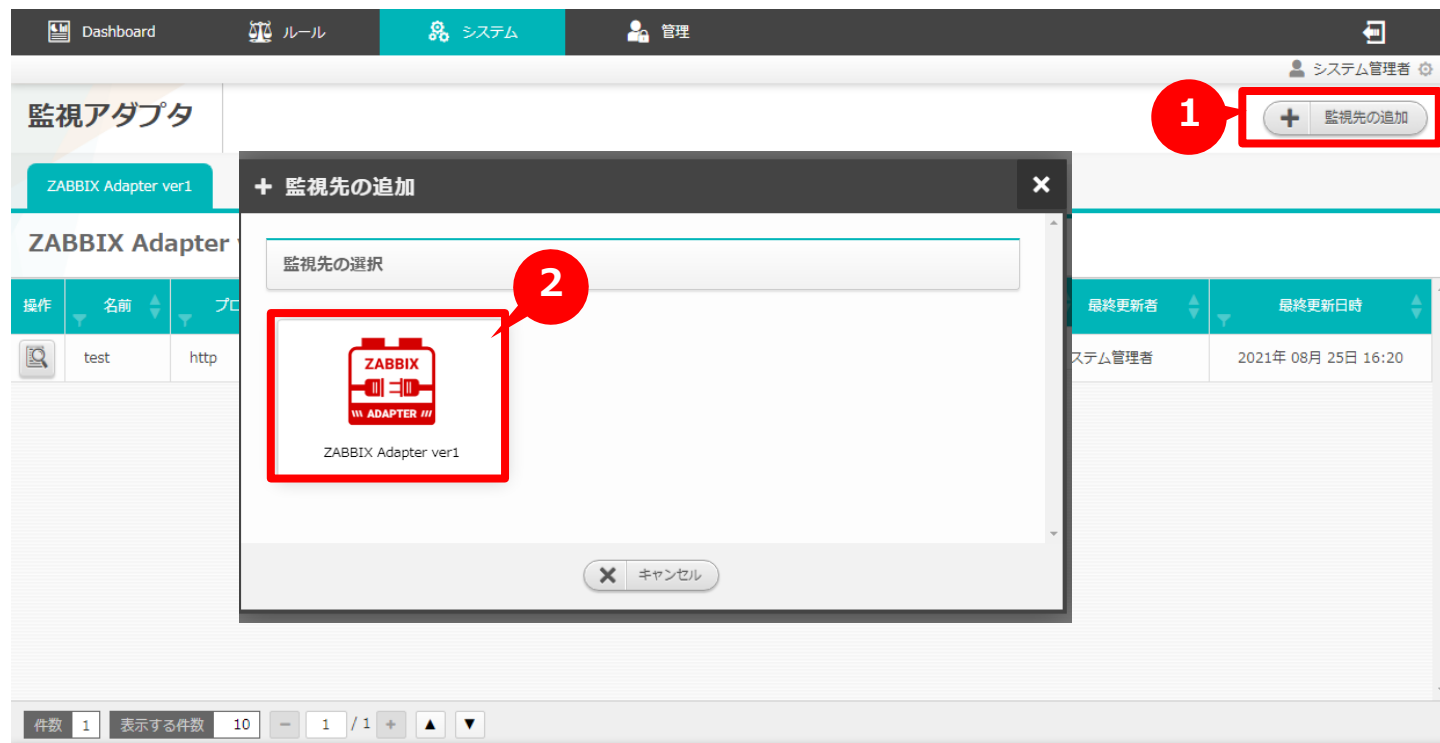 Dashboard ルール システム 管理
システム管理者
監視アダプタ
1
監視先の追加
ZABBIX Adapter ver1
監視先の追加
ZABBIX Adapter
監視先の選択
2
操作 名前 プロ 最終更新者 最終更新日時
test http ステム管理者 2021年 08月 25日 16:20
ZABBIX
ADAPTER
ZABBIX Adapter ver1
キャンセル
件数 1 表示する件数 10 - 1 / 1 + ▲ ▼